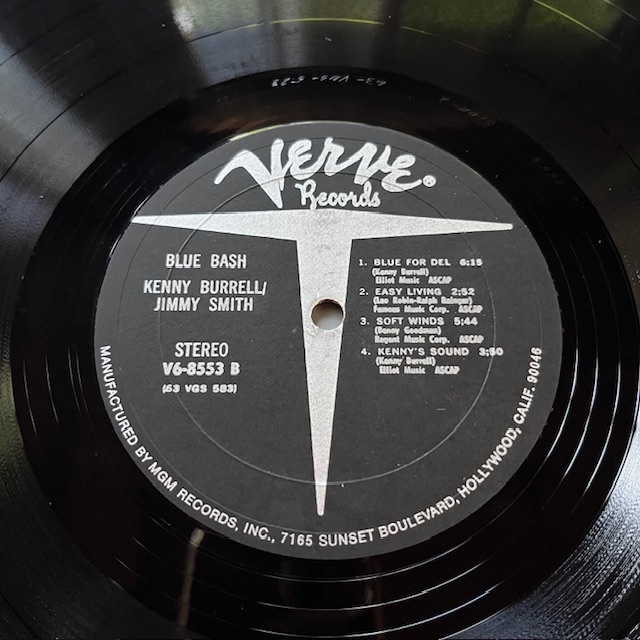 Verve®
Records
BLUE BASH
KENNY BURRELL/
JIMMY SMITH
STEREO
V6-8553 B
(63 VGS 583)
1. BLUE FOR DEL 6:15
(Kenny Burrell)
Elliot Music ASCAP
2. EASY LIVING 2:52
(Leo Robin-Ralph Rainger)
Famous Music Corp. ASCAP
3. SOFT WINDS 5:44
(Benny Goodman)
Regent Music Corp. ASCAP
4. KENNY'S SOUND 3:50
(Kenny Burrell)
Elliot Music ASCAP
MANUFACTURED BY MGM RECORDS, INC., 7165 SUNSET BOULEVARD, HOLLYWOOD, CALIF. 90046